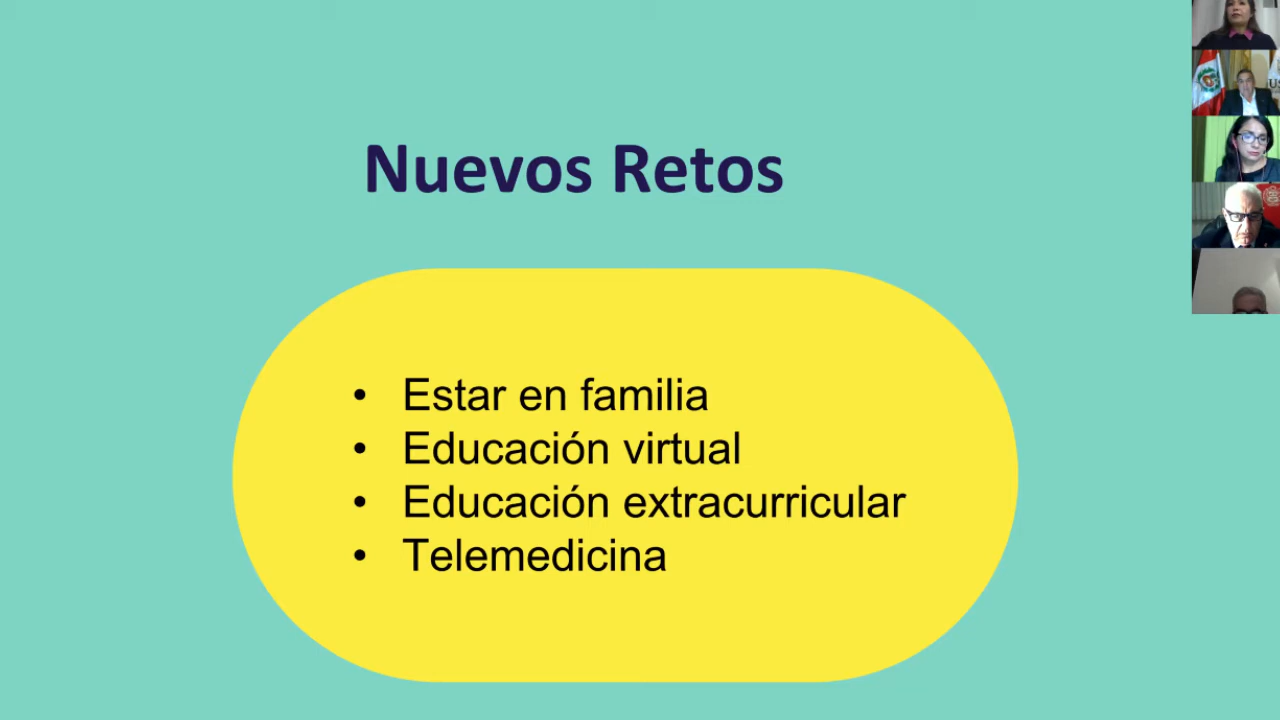 Nuevos Retos
• Estar en familia
• Educación virtual
• Educación extracurricular
• Telemedicina